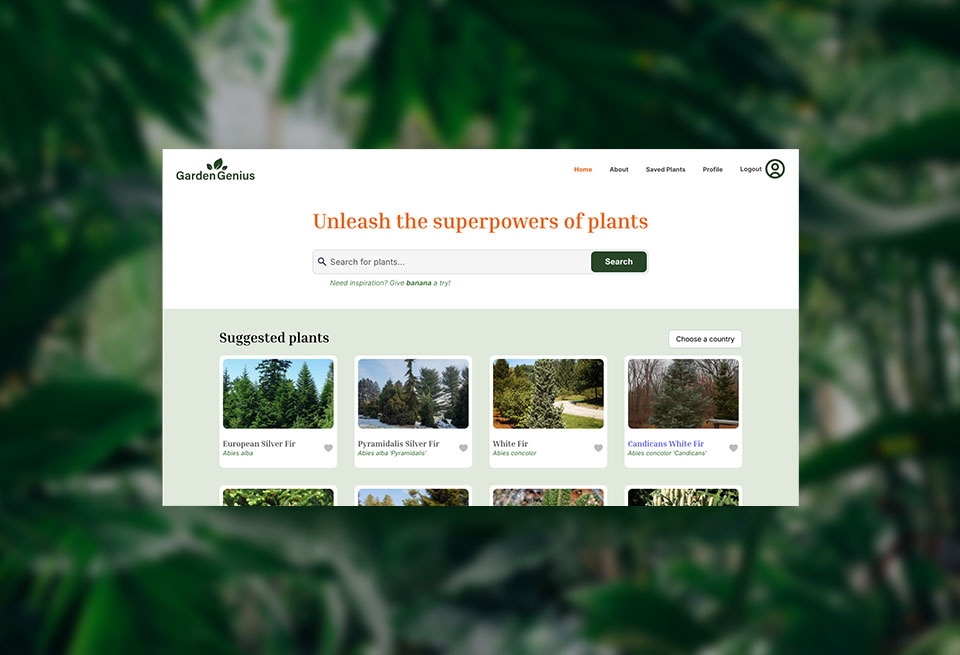 GardenGenius
Home About Saved Plants Profile Logout
Unleash the superpowers of plants
Search for plants... Search
Need inspiration? Give banana a try!
Suggested plants Choose a country
European Silver Fir Pyramidalis Silver Fir White Fir Candicans White Fir
Abies alba Abies alba 'Pyramidalis' Abies concolor Abies concolor 'Candicans'